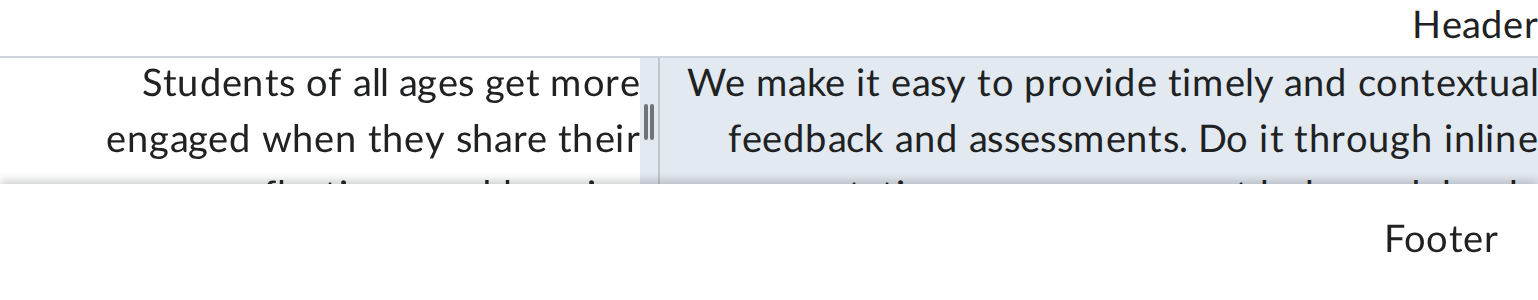 Header
Students of all ages get more
engaged when they share their
We make it easy to provide timely and contextual
feedback and assessments. Do it through inline
Footer